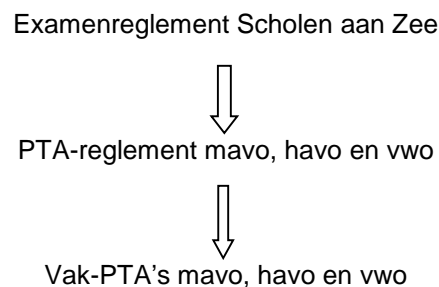 Examenreglement Scholen aan Zee
PTA-reglement mavo, havo en vwo
Vak-PTA's mavo, havo en vwo